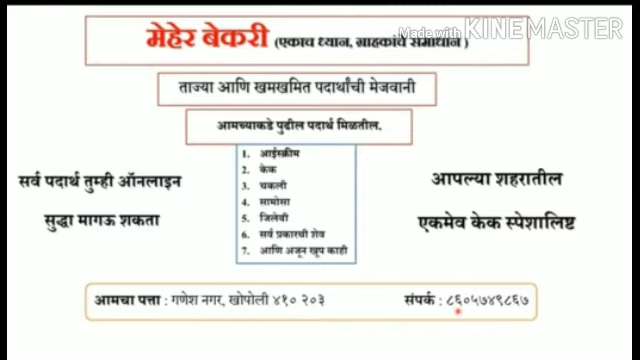 Made with KINEMASTER
मेहेर बेकरी (एकाच ध्यान, ग्राहकांचे समाधान )
ताज्या आणि खमखमित पदार्थांची मेजवानी
आमच्याकडे पुढील पदार्थ मिळतील.
1. आईस्क्रीम
2. केक
3. चकली
4. सामोसा
5. जिलेबी
6. सर्व प्रकारची शेव
7. आणि अजून खूप काही
सर्व पदार्थ तुम्ही ऑनलाइन
सुद्धा मागऊ शकता
आपल्या शहरातील
एकमेव केक स्पेशालिष्ट
आमचा पत्ता : गणेश नगर, खोपोली ४१० २०३
संपर्क : ८६०५७४९८६७